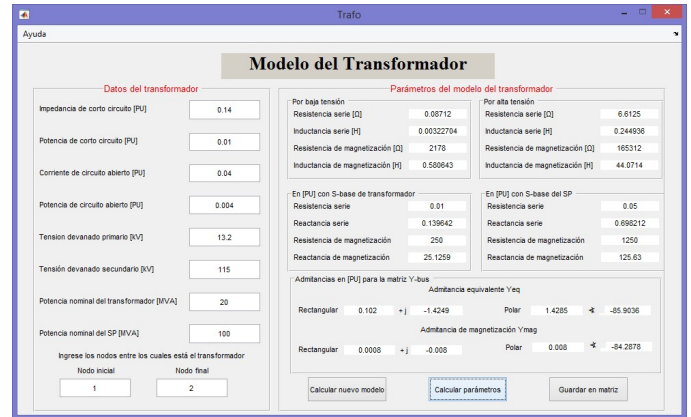 Trafo
Ayuda
Modelo del Transformador
Datos del transformador
Impedancia de corto circuito [PU] 0.14
Potencia de corto circuito [PU] 0.01
Corriente de circuito abierto [PU] 0.04
Potencia de circuito abierto [PU] 0.004
Tension devanado primario [kV] 13.2
Tensión devanado secundario [kV] 115
Potencia nominal del transformador [MVA] 20
Potencia nominal del SP [MVA] 100
Ingrese los nodos entre los cuales está el transformador
Nodo inicial Nodo final
1 2
Parámetros del modelo del transformador
Por baja tensión
Resistencia serie [Ω] 0.08712
Inductancia serie [H] 0.00322704
Resistencia de magnetización [Ω] 2178
Inductancia de magnetización [H] 0.580643
Por alta tensión
Resistencia serie [Ω] 6.6125
Inductancia serie [H] 0.244936
Resistencia de magnetización [Ω] 165312
Inductancia de magnetización [H] 44.0714
En [PU] con S-base de transformador
Resistencia serie 0.01
Reactancia serie 0.139642
Resistencia de magnetización 250
Reactancia de magnetización 25.1259
En [PU] con S-base del SP
Resistencia serie 0.05
Reactancia serie 0.698212
Resistencia de magnetización 1250
Reactancia de magnetización 125.63
Admitancias en [PU] para la matriz Y-bus
Admitancia equivalente Yeq
Rectangular 0.102 +j -1.4249 Polar 1.4285 ∢ -85.9036
Admitancia de magnetización Ymag
Rectangular 0.0008 +j -0.008 Polar 0.008 ∢ -84.2878
Calcular nuevo modelo Calcular parámetros Guardar en matriz